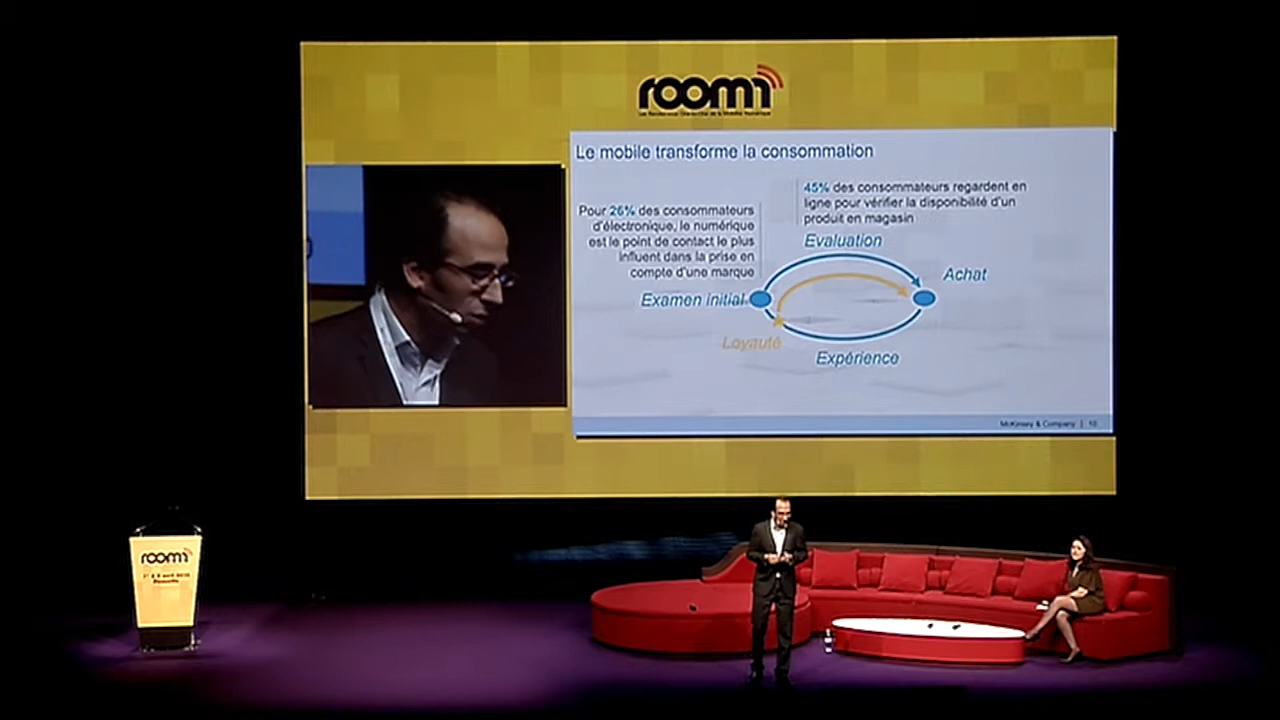 room
Le mobile transforme la consommation
Pour 26% des consommateurs
d'électronique, le numérique
est le point de contact le plus
influent dans la prise en
compte d'une marque
45% des consommateurs regardent en
ligne pour vérifier la disponibilité d'un
produit en magasin
Evaluation
Achat
Examen initial
Loyauté
Expérience
McKinsey & Company | 10
room